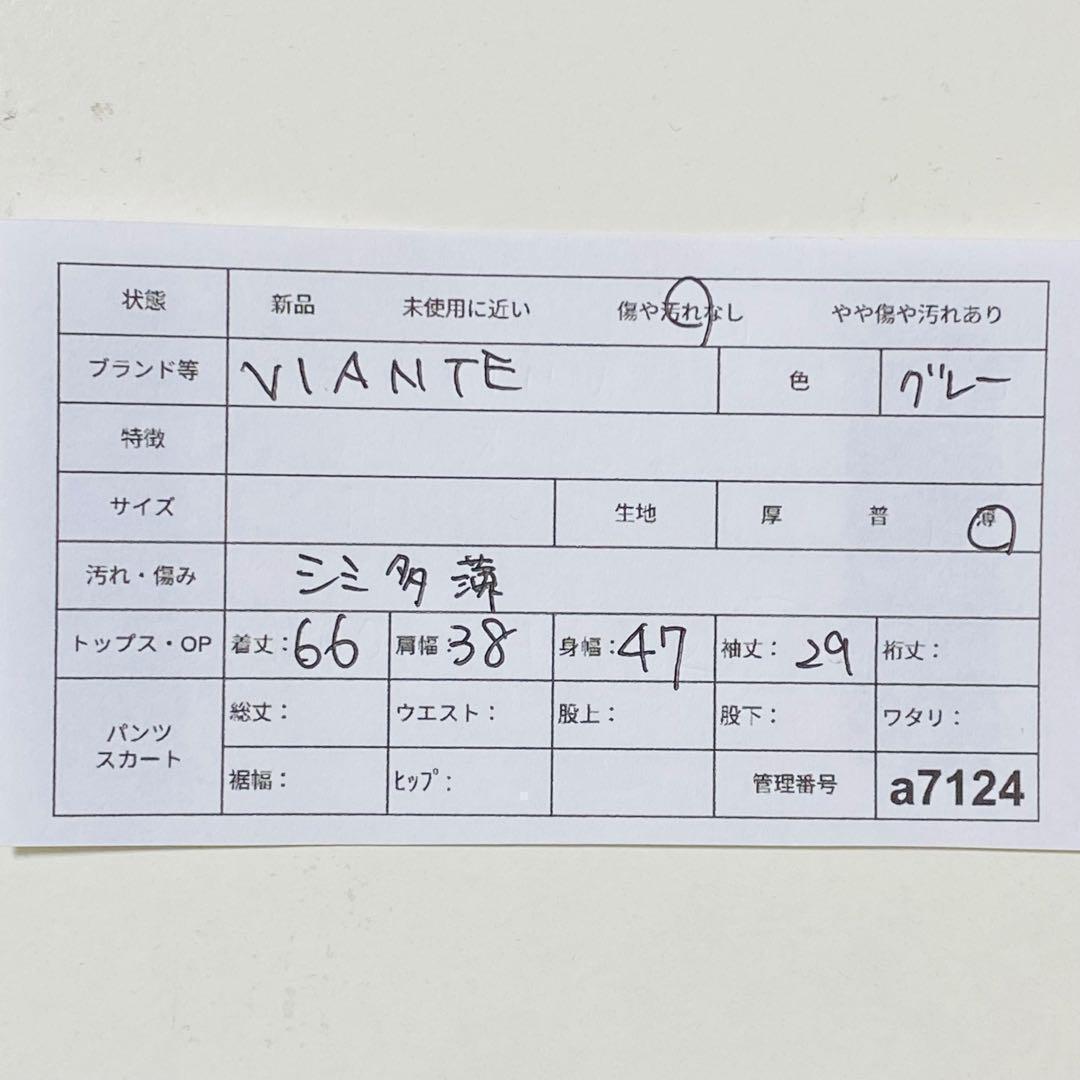 状態 新品 未使用に近い 傷や汚れなし やや傷や汚れあり
ブランド等 VIANTE 色 グレー
特徴
サイズ 生地 厚 普 薄
汚れ・傷み シミ多薄
トップス・OP 着丈：66 肩幅：38 身幅：47 袖丈：29 裄丈：
パンツ
スカート
総丈： ウエスト： 股上： 股下： ワタリ：
裾幅： ﾋｯﾌﾟ： 管理番号 a7124